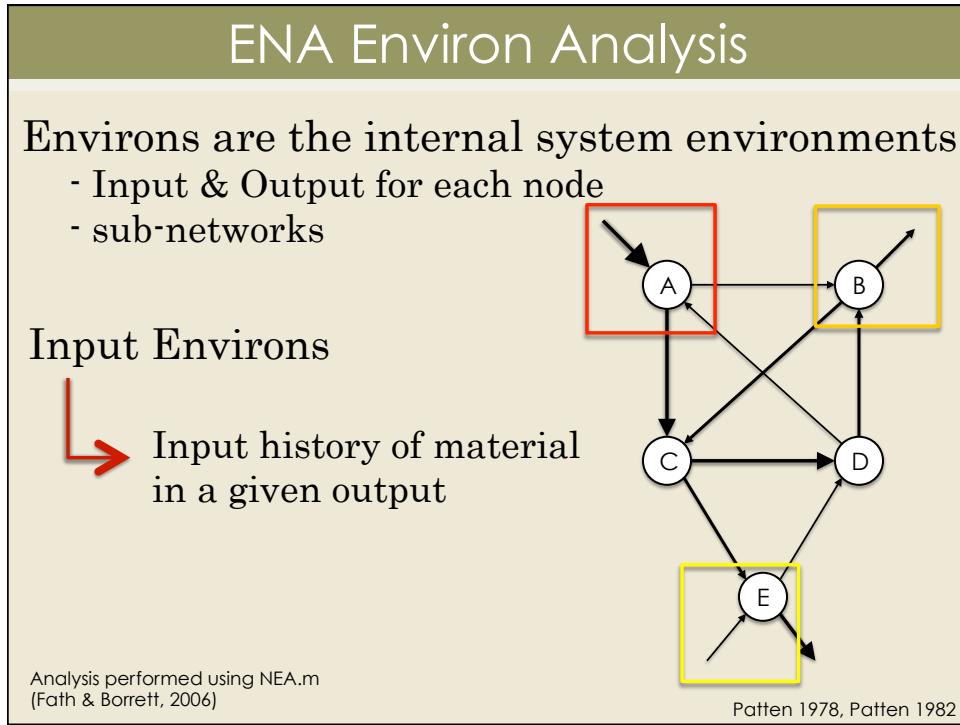 ENA Environ Analysis
Environs are the internal system environments
- Input & Output for each node
- sub-networks
Input Environs
Input history of material
in a given output
A
B
C
D
E
Analysis performed using NEA.m
(Fath & Borrett, 2006)
Patten 1978, Patten 1982